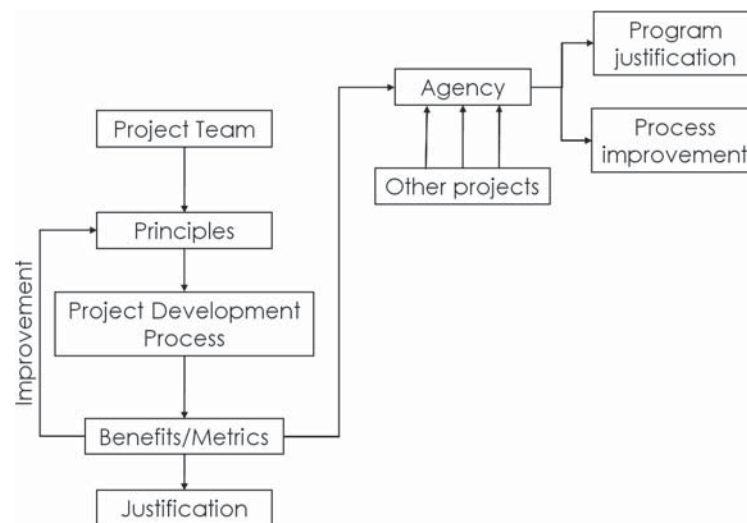 Program
justification
Agency
Process
improvement
Project Team
Other projects
Principles
Improvement
Project Development
Process
Benefits/Metrics
Justification